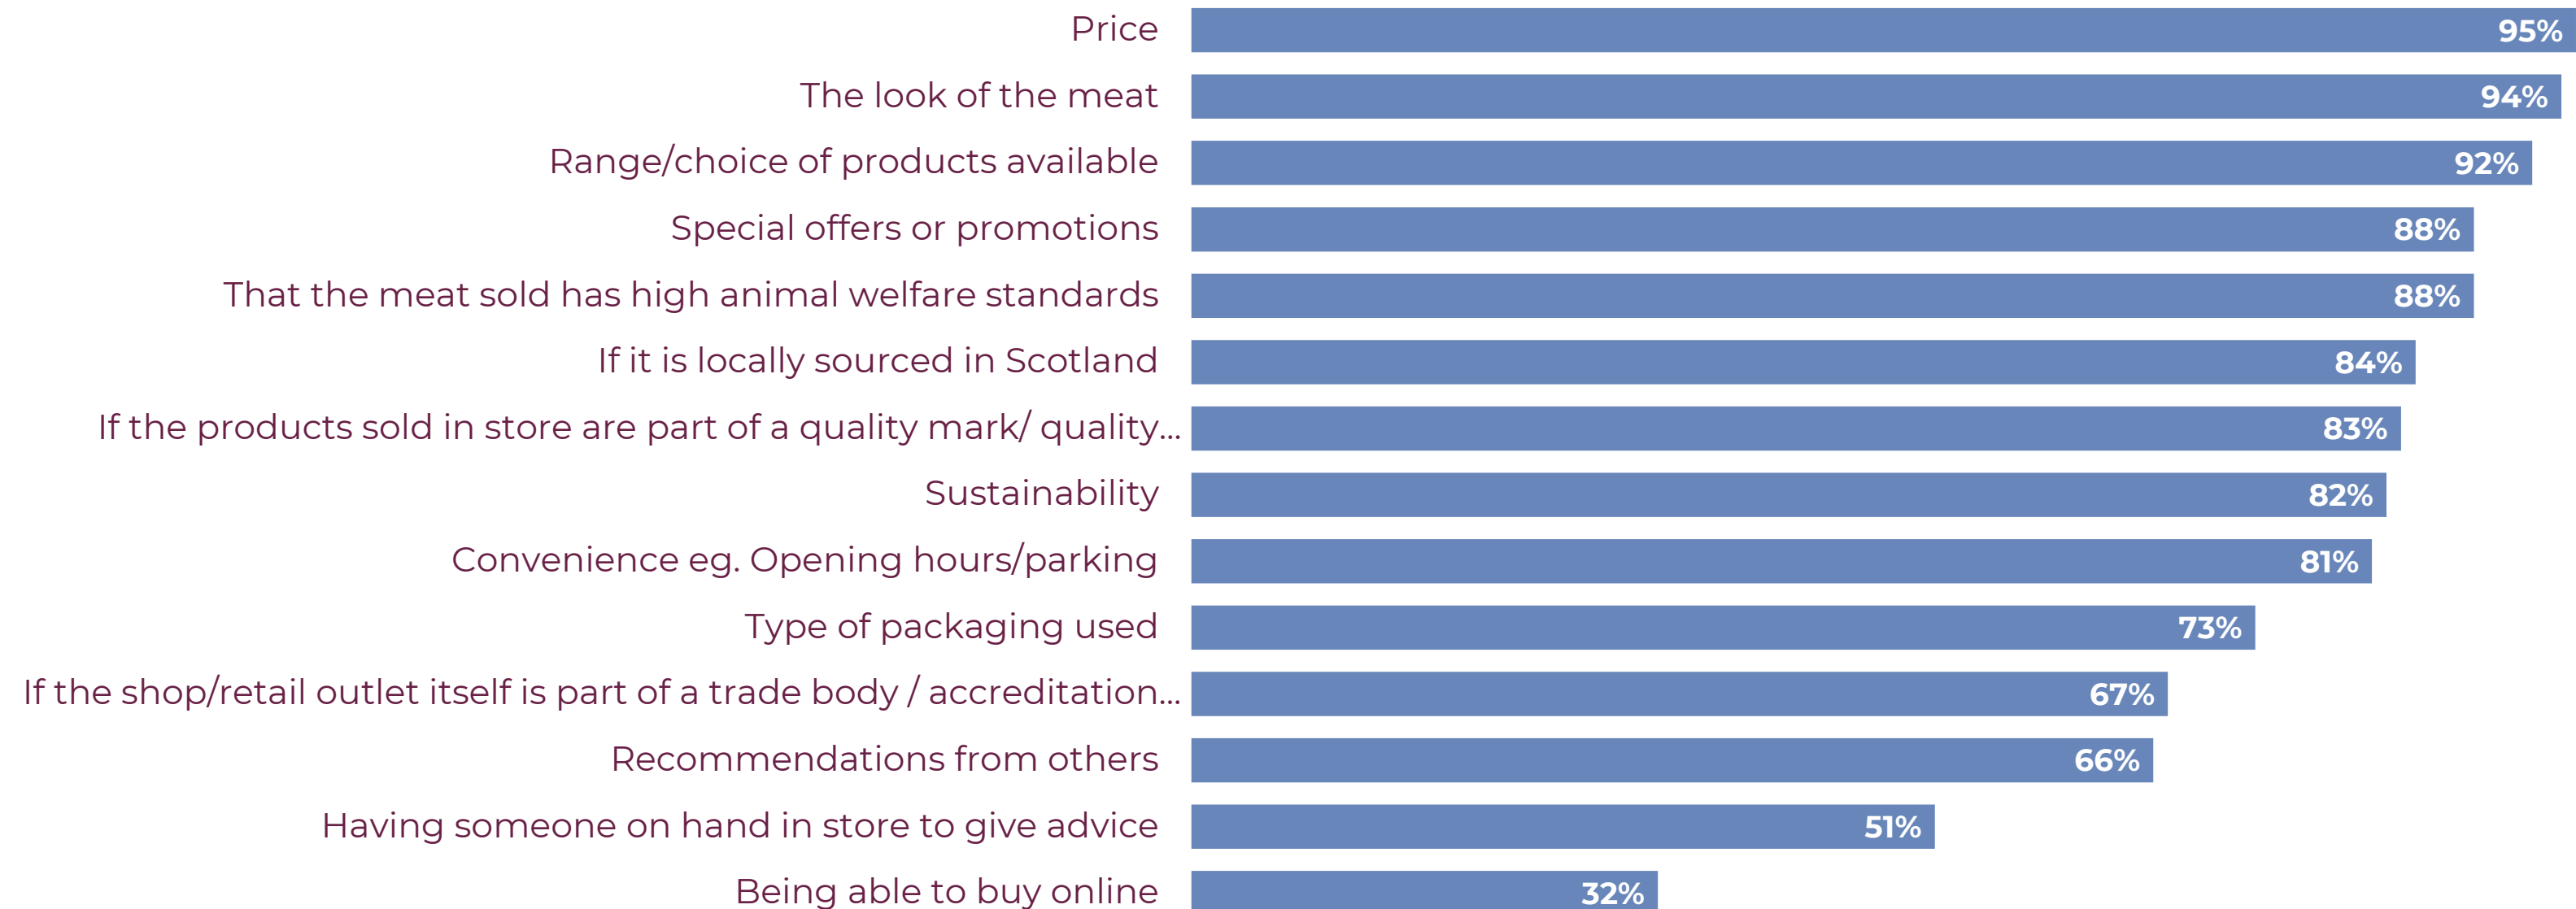 Price 95%
The look of the meat 94%
Range/choice of products available 92%
Special offers or promotions 88%
That the meat sold has high animal welfare standards 88%
If it is locally sourced in Scotland 84%
If the products sold in store are part of a quality mark/ quality... 83%
Sustainability 82%
Convenience eg. Opening hours/parking 81%
Type of packaging used 73%
If the shop/retail outlet itself is part of a trade body / accreditation... 67%
Recommendations from others 66%
Having someone on hand in store to give advice 51%
Being able to buy online 32%